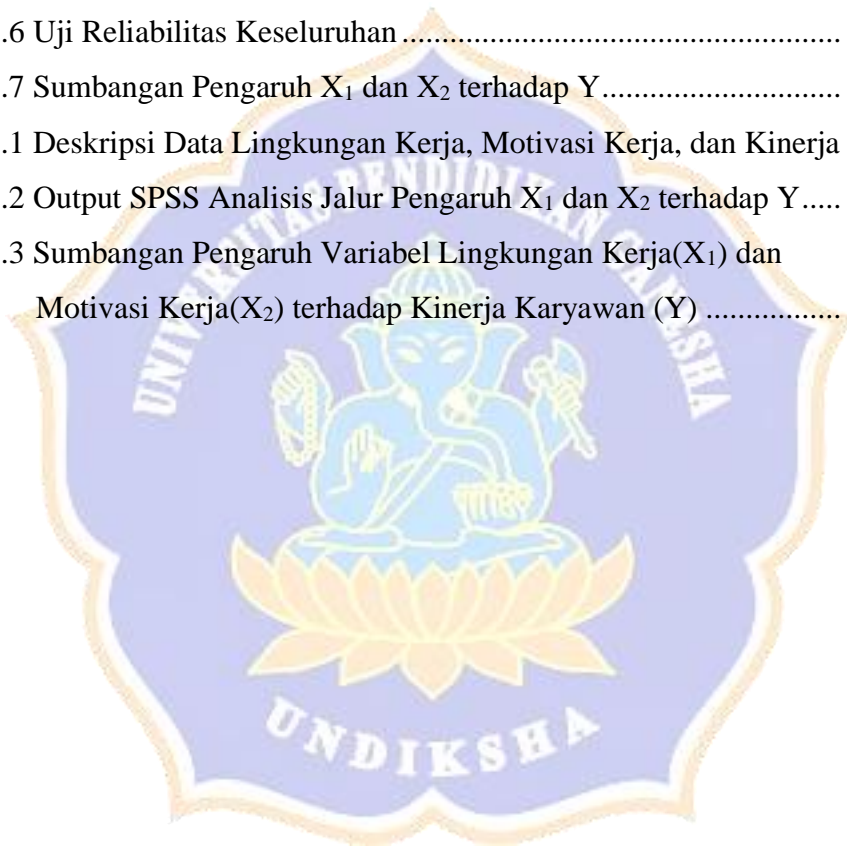 .6 Uji Reliabilitas Keseluruhan.....................................................
.7 Sumbangan Pengaruh X₁ dan X₂ terhadap Y.............................
.1 Deskripsi Data Lingkungan Kerja, Motivasi Kerja, dan Kinerja
.2 Output SPSS Analisis Jalur Pengaruh X₁ dan X₂ terhadap Y.....
.3 Sumbangan Pengaruh Variabel Lingkungan Kerja(X₁) dan
Motivasi Kerja(X₂) terhadap Kinerja Karyawan (Y) ................
UNIVERSITAS PENDIDIKAN GANESHA
UNDIKSHA